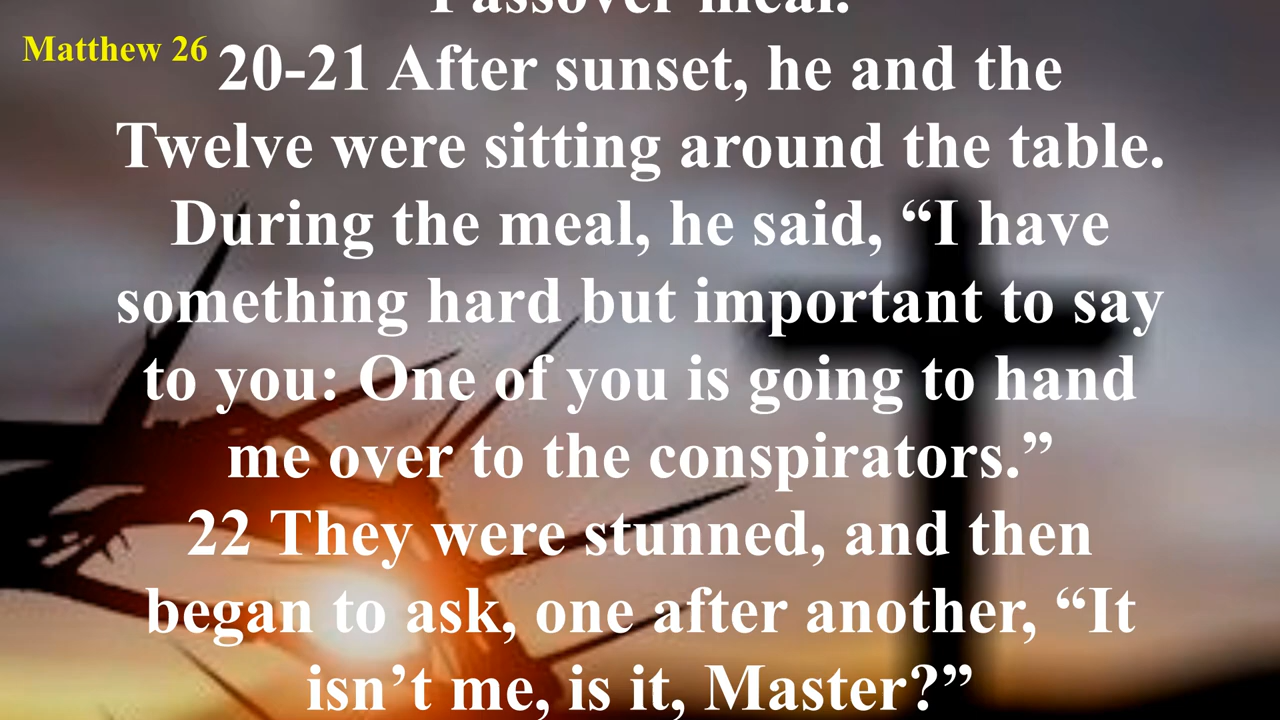 Passover meal.
Matthew 26
20-21 After sunset, he and the
Twelve were sitting around the table.
During the meal, he said, “I have
something hard but important to say
to you: One of you is going to hand
me over to the conspirators.”
22 They were stunned, and then
began to ask, one after another, “It
isn’t me, is it, Master?”